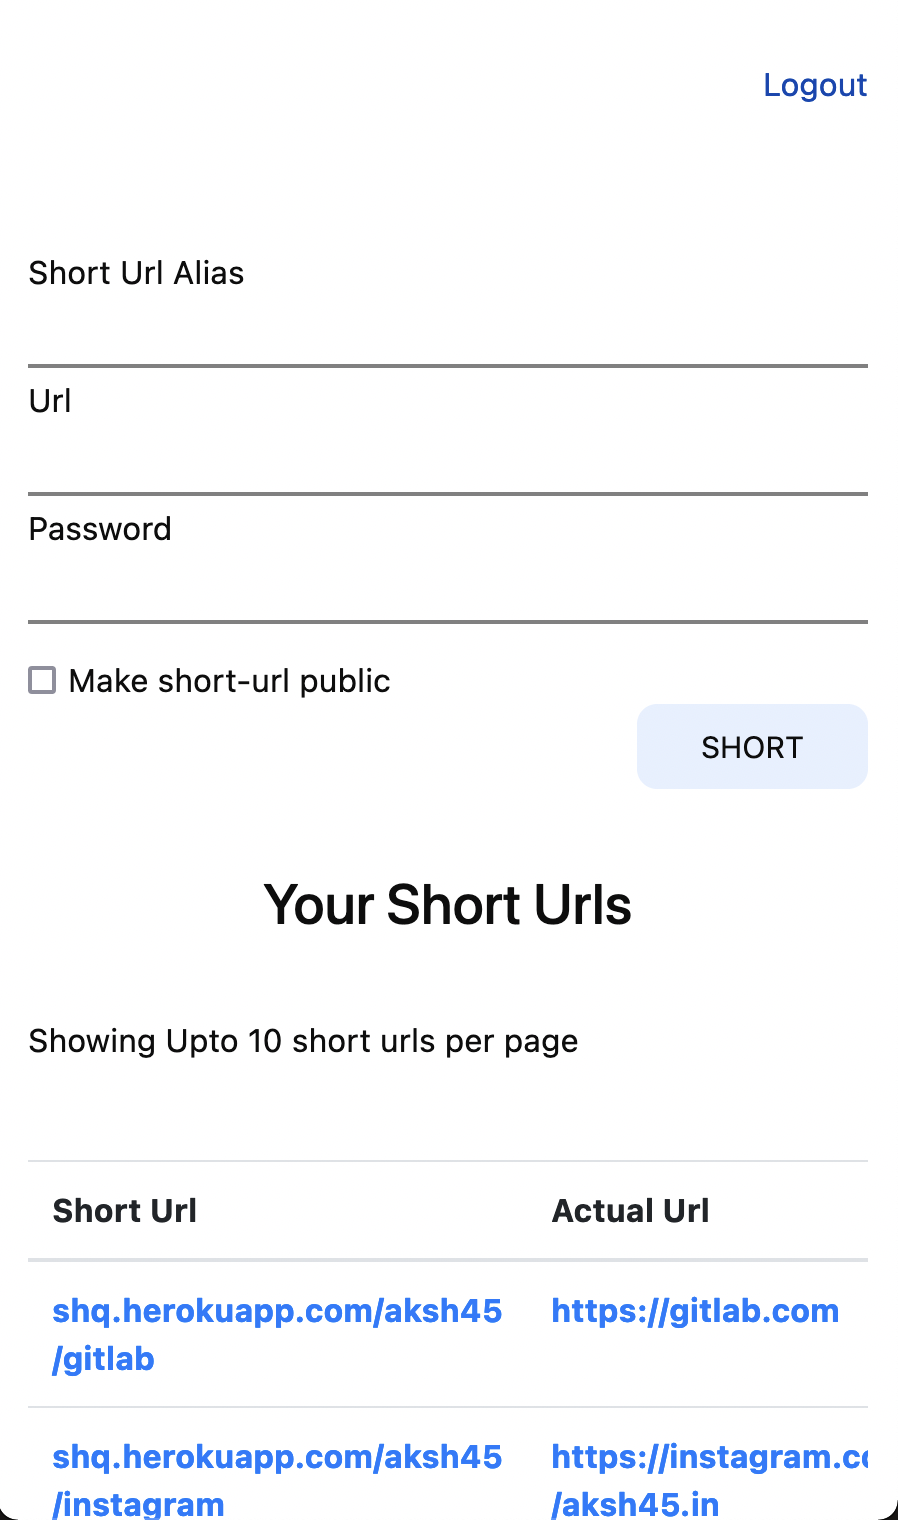 Logout
Short Url Alias
Url
Password
Make short-url public
SHORT
Your Short Urls
Showing Upto 10 short urls per page
Short Url Actual Url
shq.herokuapp.com/aksh45 https://gitlab.com
/gitlab
shq.herokuapp.com/aksh45 https://instagram.c
/instagram /aksh45.in